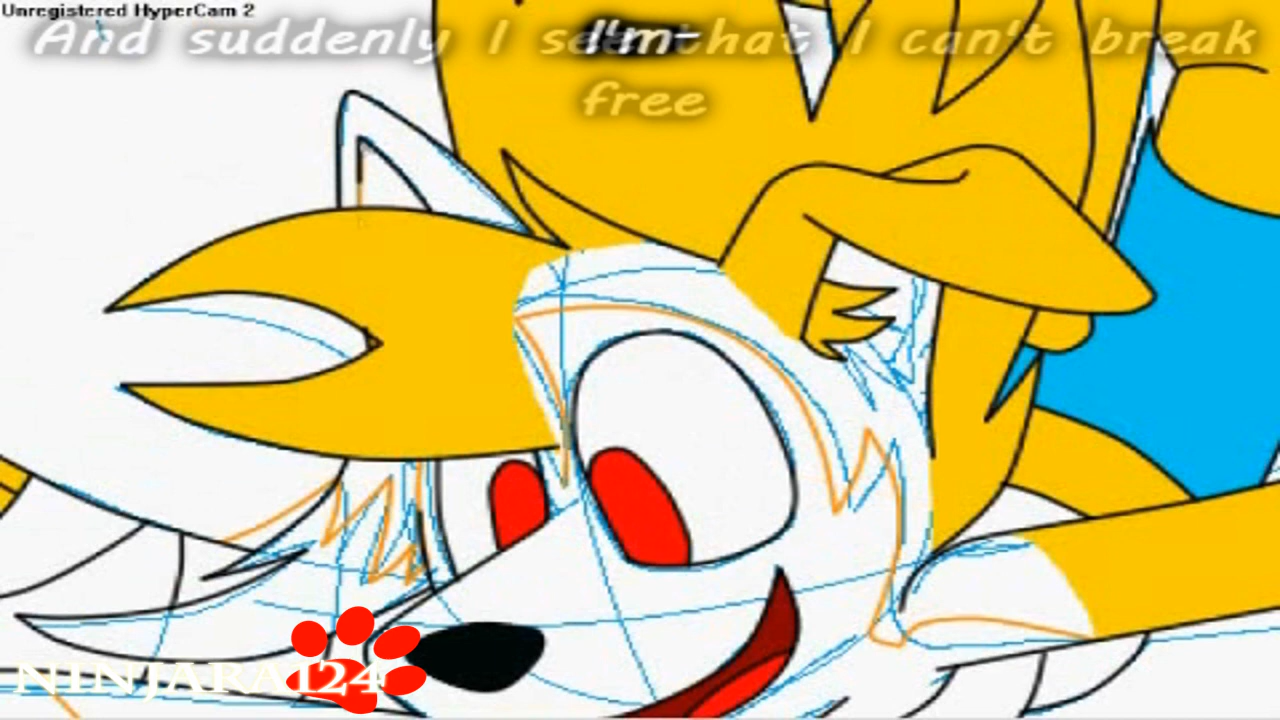 Unregistered HyperCam 2
And suddenly I see that I can't break
I'm-
free
NINJARA124